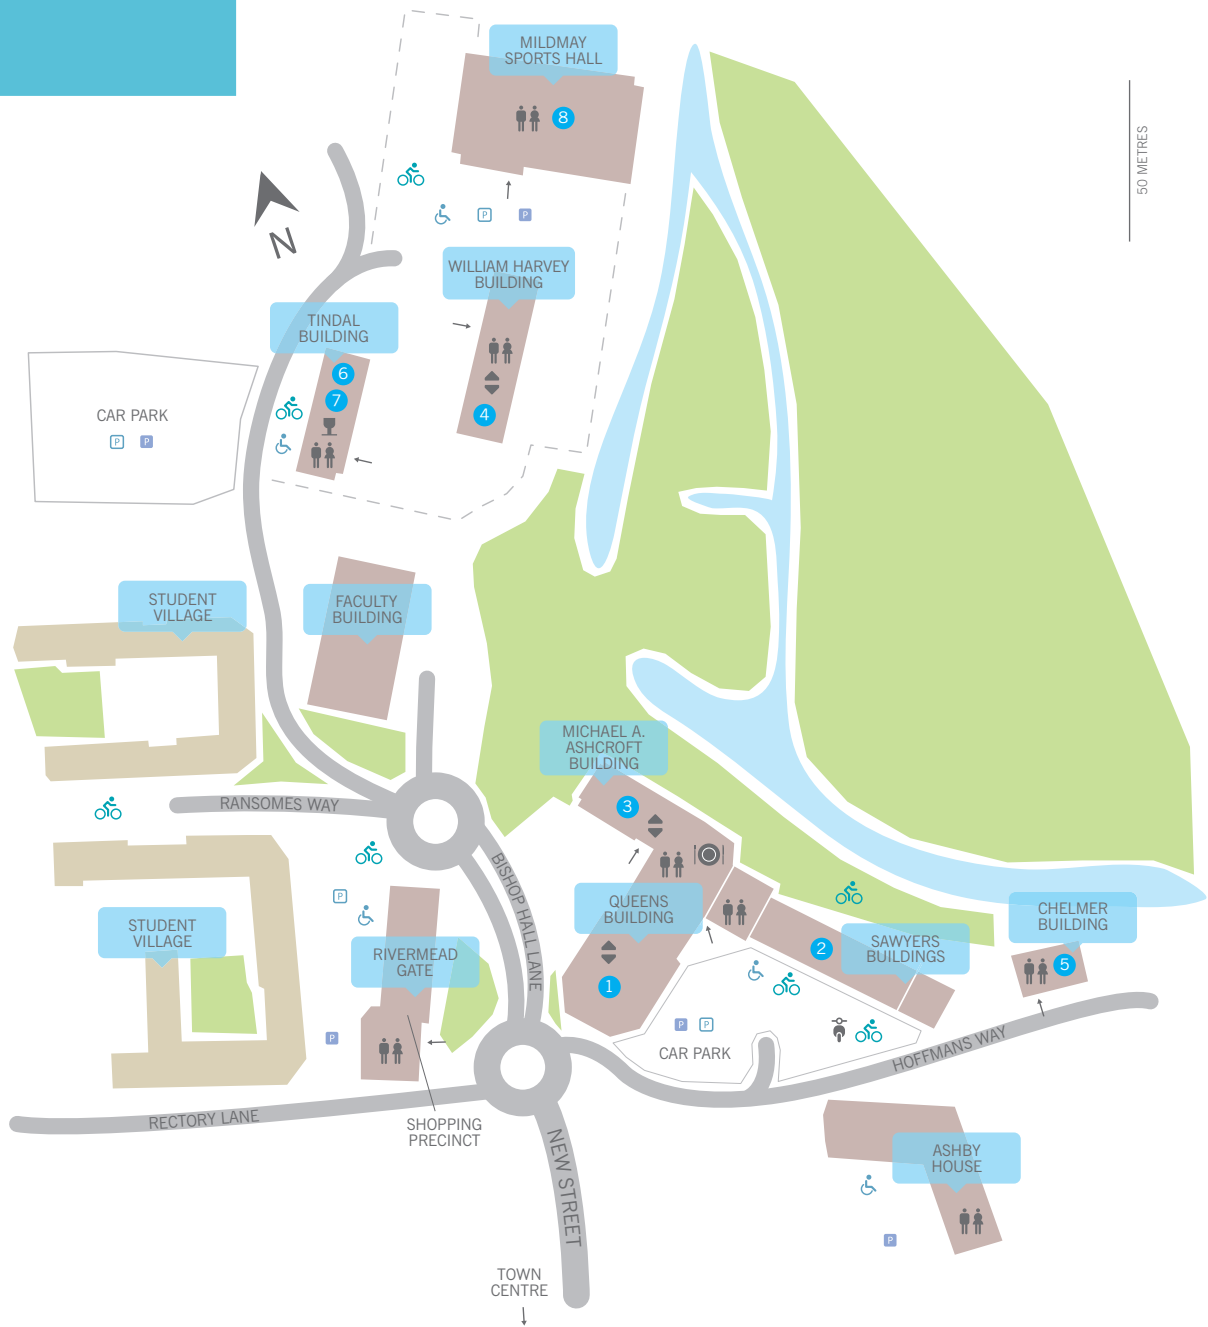 MILDMAY
SPORTS HALL
8
50 METRES
P
P
N
WILLIAM HARVEY
BUILDING
TINDAL
BUILDING
6
7
4
CAR PARK
P
P
STUDENT
VILLAGE
FACULTY
BUILDING
MICHAEL A.
ASHCROFT
BUILDING
3
RANSOMES WAY
BISHOP HALL LANE
P
QUEENS
BUILDING
1
STUDENT
VILLAGE
RIVERMEAD
GATE
2
SAWYERS
BUILDINGS
CHELMER
BUILDING
5
P
P
P
CAR PARK
HOFFMANS WAY
RECTORY LANE
SHOPPING
PRECINCT
NEW STREET
ASHBY
HOUSE
P
TOWN
CENTRE